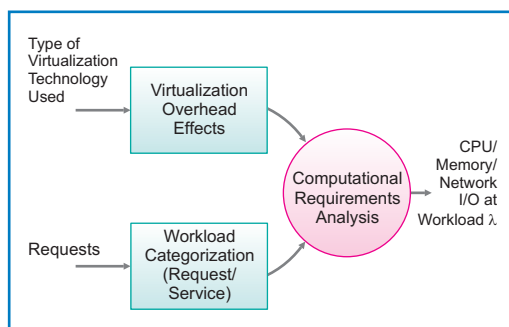 Type of
Virtualization
Technology
Used
Virtualization
Overhead
Effects
Computational
Requirements
Analysis
CPU/
Memory/
Network
I/O at
Workload λ
Requests
Workload
Categorization
(Request/
Service)